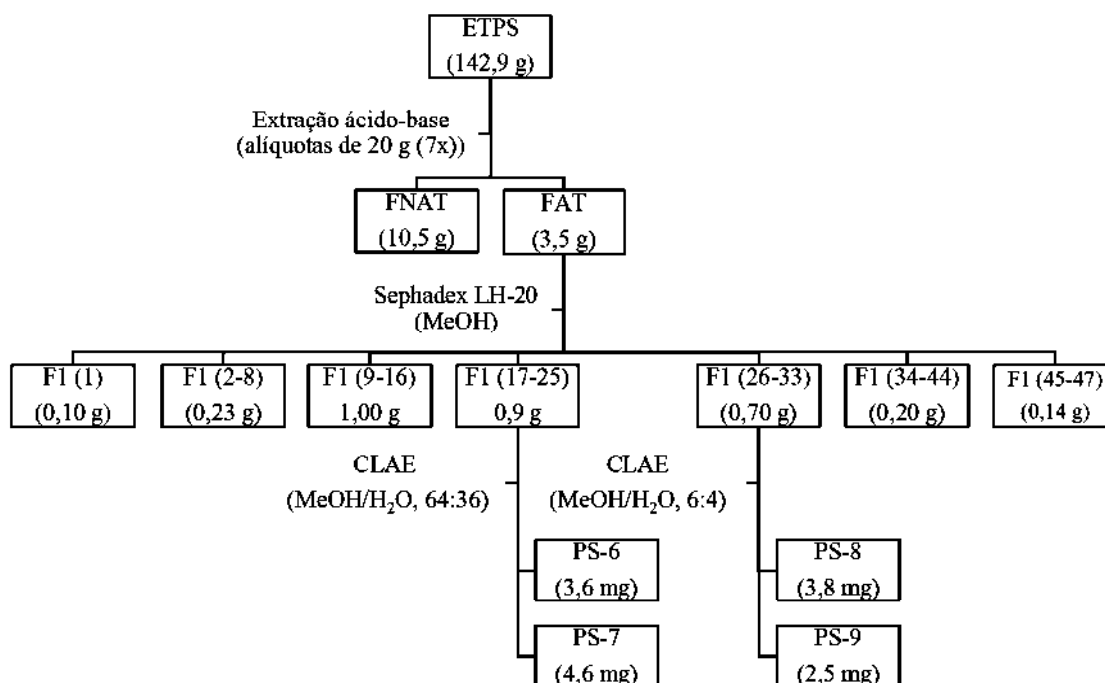 ETPS
(142,9 g)
Extração ácido-base
(alíquotas de 20 g (7x))
FNAT
(10,5 g)
FAT
(3,5 g)
Sephadex LH-20
(MeOH)
F1 (1)
(0,10 g)
F1 (2-8)
(0,23 g)
F1 (9-16)
1,00 g
F1 (17-25)
0,9 g
F1 (26-33)
(0,70 g)
F1 (34-44)
(0,20 g)
F1 (45-47)
(0,14 g)
CLAE
(MeOH/H₂O, 64:36)
CLAE
(MeOH/H₂O, 6:4)
PS-6
(3,6 mg)
PS-8
(3,8 mg)
PS-7
(4,6 mg)
PS-9
(2,5 mg)